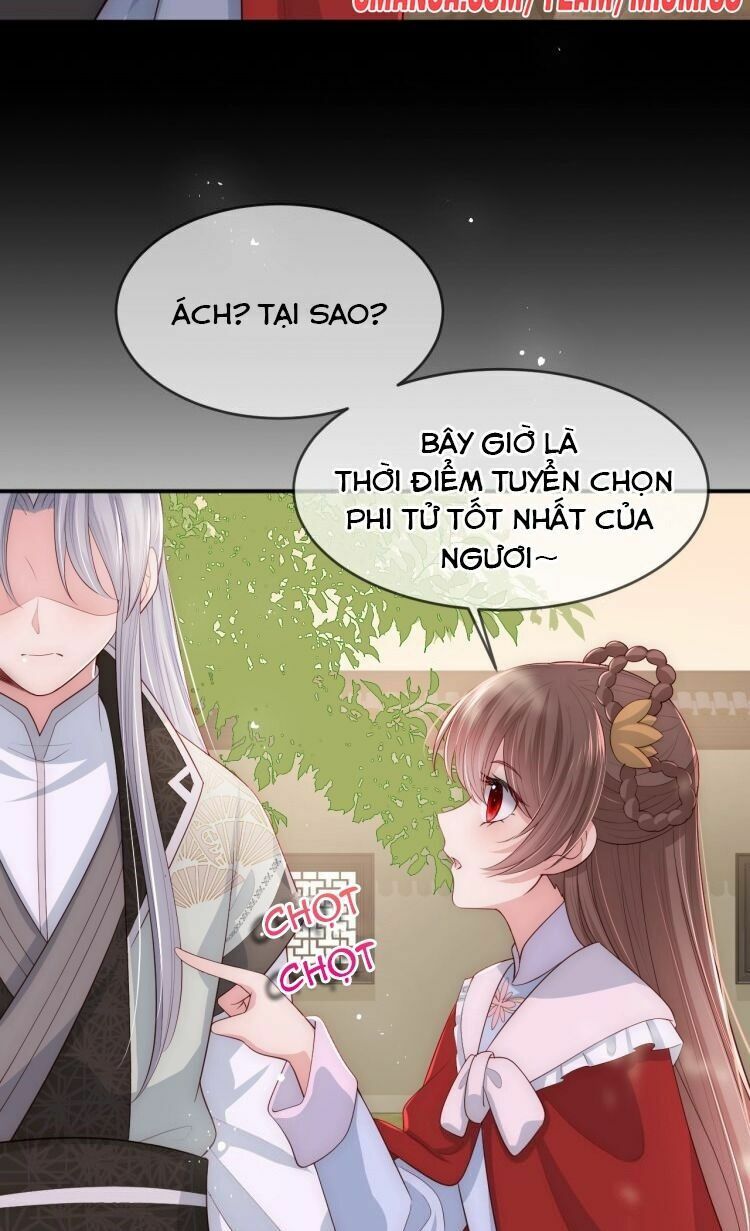 ÁCH? TẠI SAO?
BÂY GIỜ LÀ
THỜI ĐIỂM TUYỂN CHỌN
PHI TỬ TỐT NHẤT CỦA
NGƯƠI~
CHỌT
CHỌT